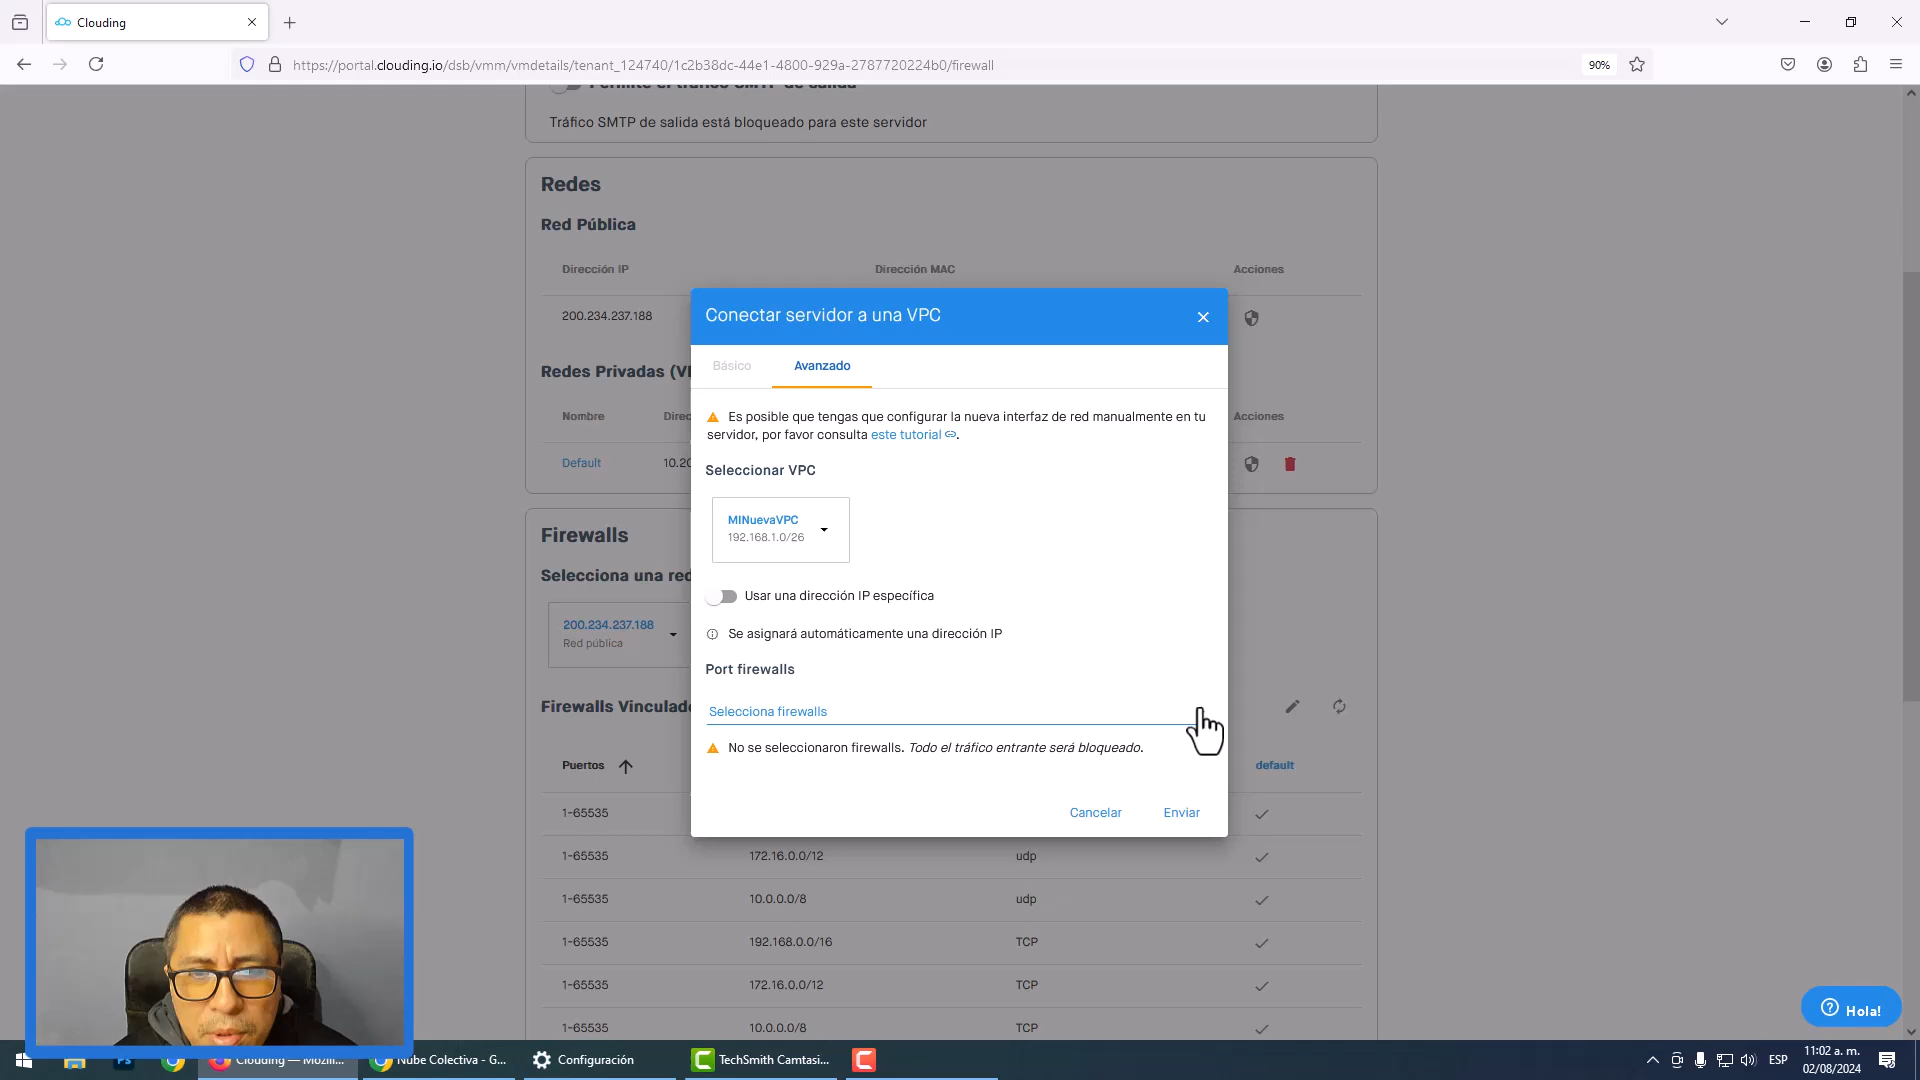 Clouding
https://portal.clouding.io/dsb/vmm/vmdetails/tenant_124740/1c2b38dc-44e1-4800-929a-2787720224b0/firewall
90%
Permite el tráfico SMTP de salida
Tráfico SMTP de salida está bloqueado para este servidor
Redes
Red Pública
Dirección IP Dirección MAC Acciones
200.234.237.188
Redes Privadas (V
Nombre Direc Acciones
Default 10.20
Firewalls
Selecciona una red
200.234.237.188
Red pública
Firewalls Vinculado
Puertos default
1-65535
1-65535 172.16.0.0/12 udp
1-65535 10.0.0.0/8 udp
1-65535 192.168.0.0/16 TCP
1-65535 172.16.0.0/12 TCP
1-65535 10.0.0.0/8 TCP
Conectar servidor a una VPC
Básico Avanzado
Es posible que tengas que configurar la nueva interfaz de red manualmente en tu
servidor, por favor consulta este tutorial.
Seleccionar VPC
MINuevaVPC
192.168.1.0/26
Usar una dirección IP específica
Se asignará automáticamente una dirección IP
Port firewalls
Selecciona firewalls
No se seleccionaron firewalls. Todo el tráfico entrante será bloqueado.
Cancelar Enviar
Hola!
Ps
Clouding — Mozil...
Nube Colectiva - G...
Configuración
TechSmith Camtasi...
ESP
11:02 a. m.
02/08/2024